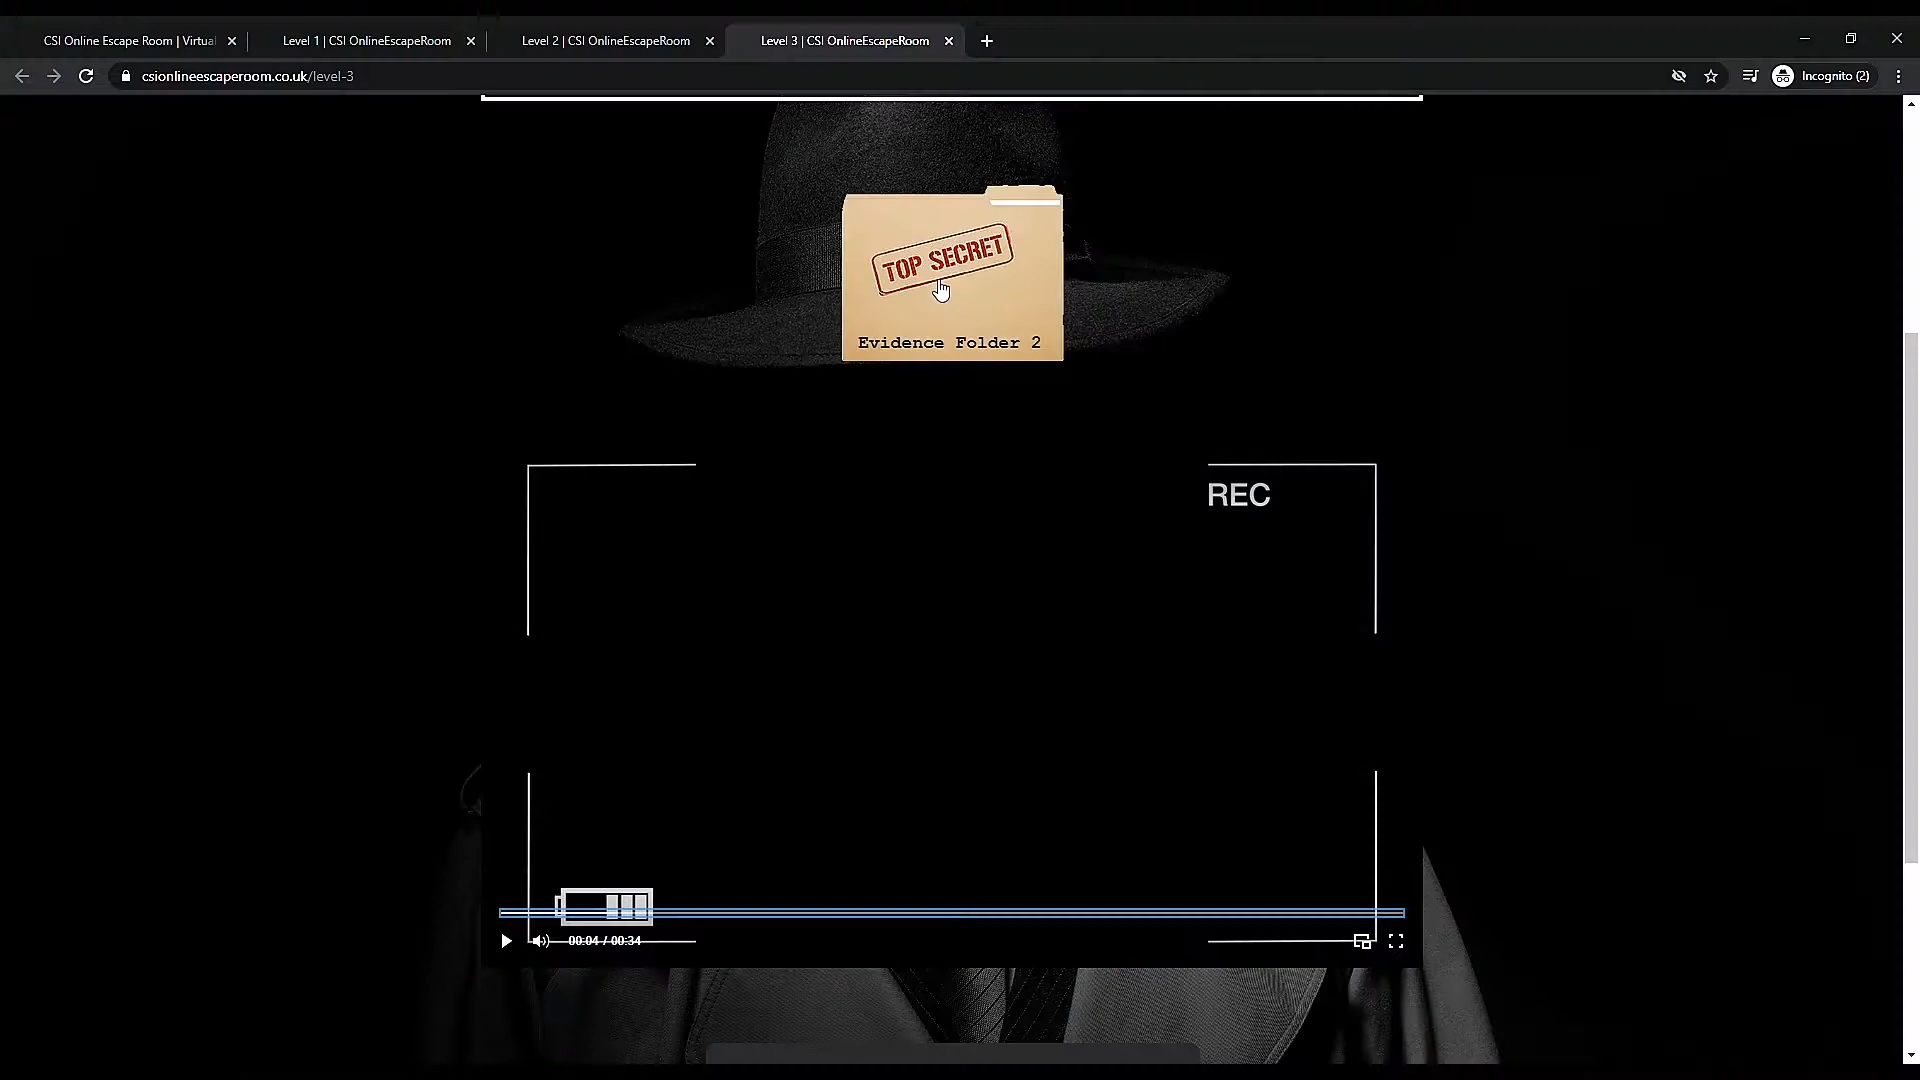 CSI Online Escape Room | Virtual
Level 1 | CSI OnlineEscapeRoom
Level 2 | CSI OnlineEscapeRoom
Level 3 | CSI OnlineEscapeRoom
csionlineescaperoom.co.uk/level-3
Incognito (2)
TOP SECRET
Evidence Folder 2
REC
00:04 / 00:34